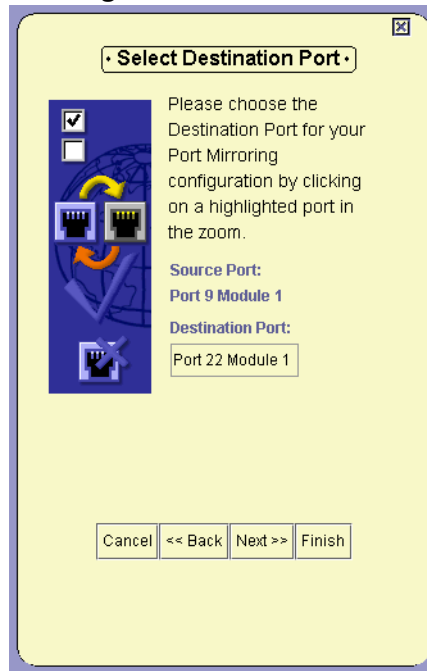 · Select Destination Port ·
Please choose the
Destination Port for your
Port Mirroring
configuration by clicking
on a highlighted port in
the zoom.
Source Port:
Port 9 Module 1
Destination Port:
Port 22 Module 1
Cancel << Back Next >> Finish